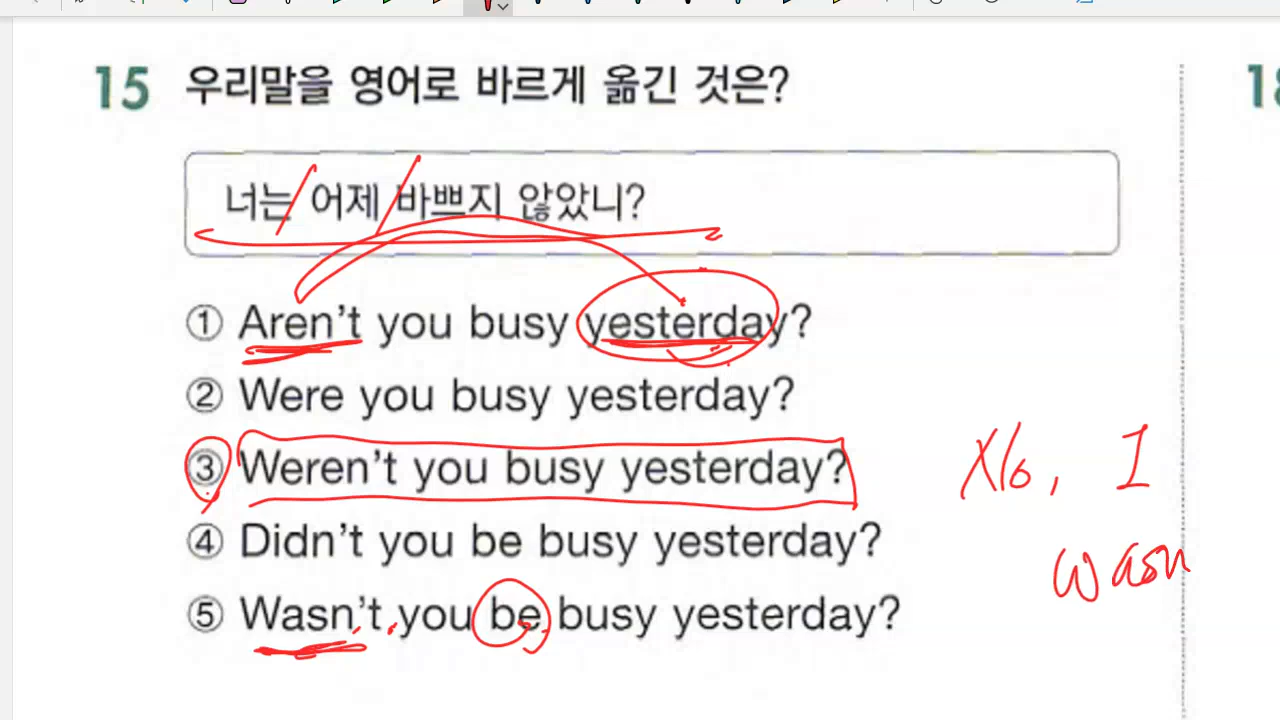 15 우리말을 영어로 바르게 옮긴 것은?
너는 어제 바쁘지 않았니?
① Aren't you busy yesterday?
② Were you busy yesterday?
③ Weren't you busy yesterday?
④ Didn't you be busy yesterday?
⑤ Wasn't you be busy yesterday?
18
I
wasn